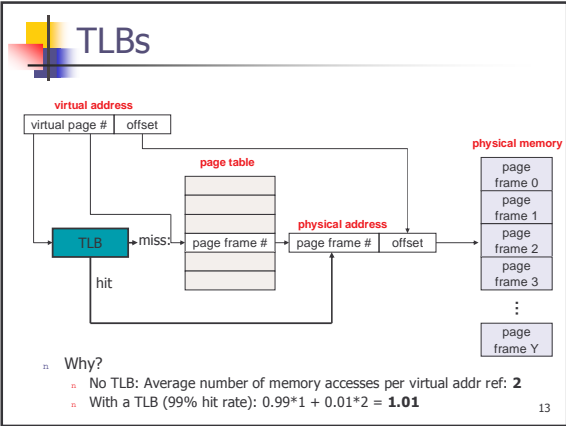 TLBs
virtual address
virtual page # offset
physical memory
page table
page
frame 0
page
frame 1
physical address
TLB miss: page frame # page frame # offset
page
frame 2
page
frame 3
hit
⋮
page
frame Y
n Why?
n No TLB: Average number of memory accesses per virtual addr ref: 2
n With a TLB (99% hit rate): 0.99*1 + 0.01*2 = 1.01
13